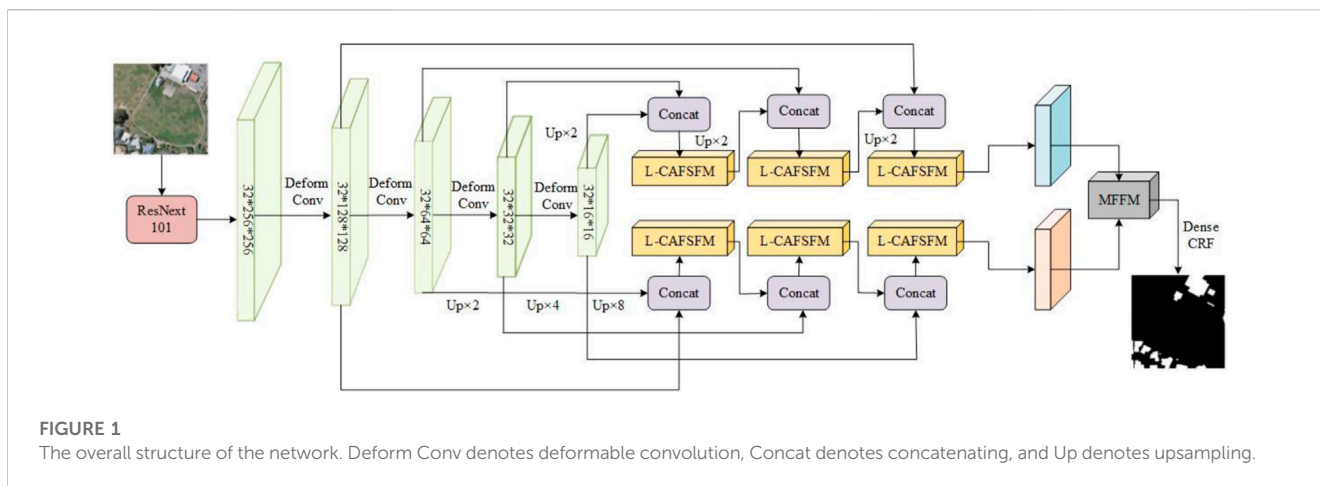 ResNext
101
32*256*256
Deform
Conv
32*128*128
Deform
Conv
32*64*64
Deform
Conv
32*32*32
Deform
Conv
32*16*16
Up×2
Concat
Up×2
Concat
Up×2
Concat
L-CAFSFM
L-CAFSFM
L-CAFSFM
L-CAFSFM
L-CAFSFM
L-CAFSFM
Up×2
Up×4
Up×8
Concat
Concat
Concat
MFFM
Dense
CRF
FIGURE 1
The overall structure of the network. Deform Conv denotes deformable convolution, Concat denotes concatenating, and Up denotes upsampling.